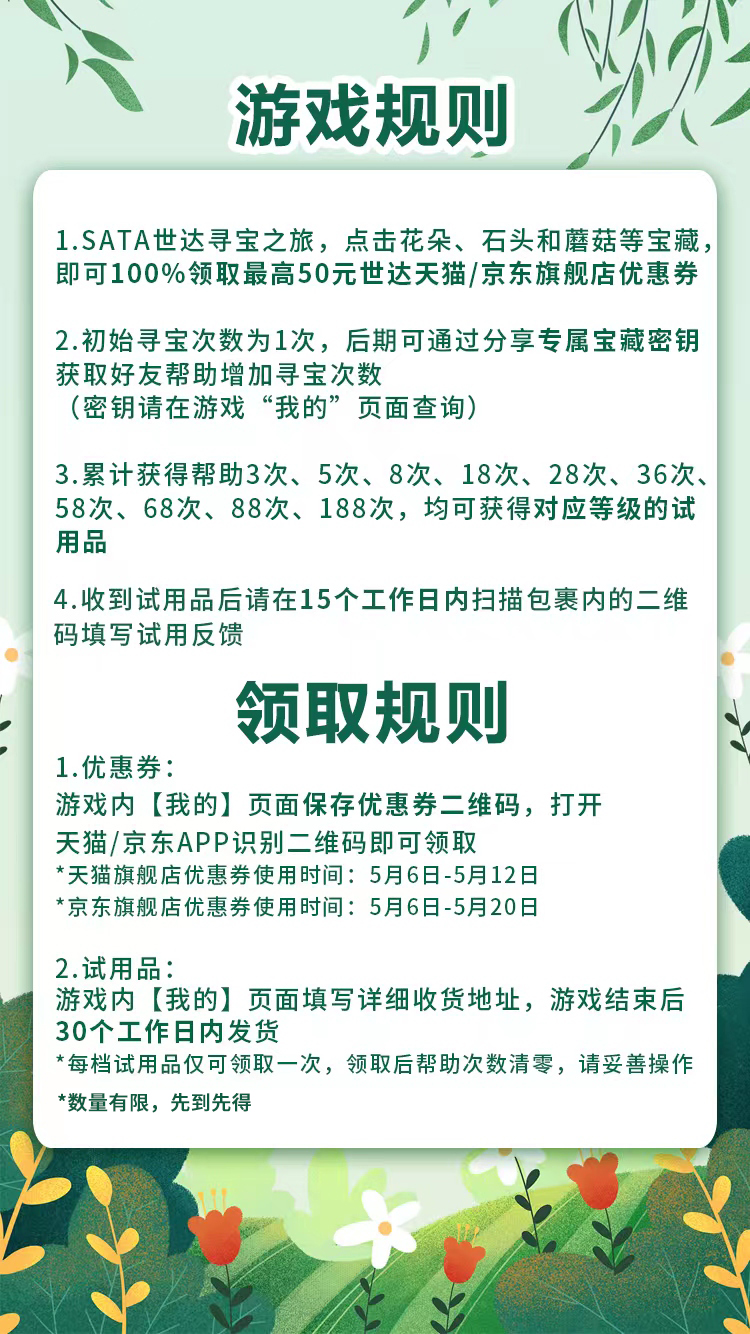 游戏规则
1.SATA世达寻宝之旅，点击花朵、石头和蘑菇等宝藏，
即可100%领取最高50元世达天猫/京东旗舰店优惠券
2.初始寻宝次数为1次，后期可通过分享专属宝藏密钥
获取好友帮助增加寻宝次数
（密钥请在游戏“我的”页面查询）
3.累计获得帮助3次、5次、8次、18次、28次、36次、
58次、68次、88次、188次，均可获得对应等级的试
用品
4.收到试用品后请在15个工作日内扫描包裹内的二维
码填写试用反馈
领取规则
1.优惠券：
游戏内【我的】页面保存优惠券二维码，打开
天猫/京东APP识别二维码即可领取
*天猫旗舰店优惠券使用时间：5月6日-5月12日
*京东旗舰店优惠券使用时间：5月6日-5月20日
2.试用品：
游戏内【我的】页面填写详细收货地址，游戏结束后
30个工作日内发货
*每档试用品仅可领取一次，领取后帮助次数清零，请妥善操作
*数量有限，先到先得